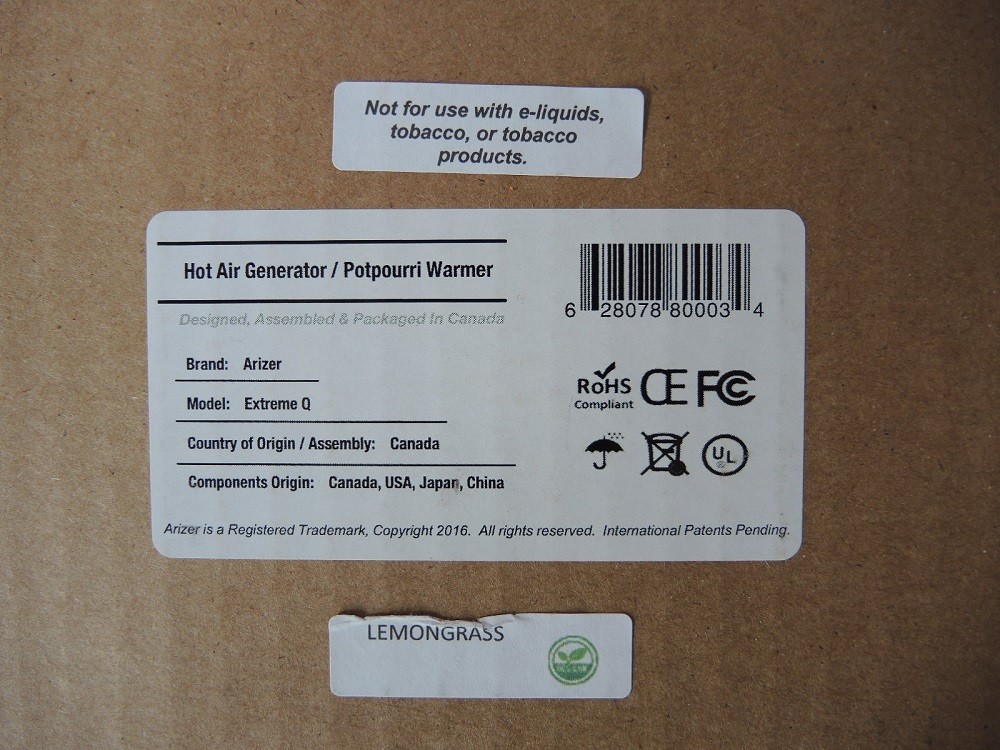 Not for use with e-liquids,
tobacco, or tobacco
products.
Hot Air Generator / Potpourri Warmer
Designed, Assembled & Packaged In Canada
Brand: Arizer
Model: Extreme Q
Country of Origin / Assembly: Canada
Components Origin: Canada, USA, Japan, China
6 28078 80003 4
RoHS CE FC
Compliant
UL
Arizer is a Registered Trademark, Copyright 2016. All rights reserved. International Patents Pending.
LEMONGRASS